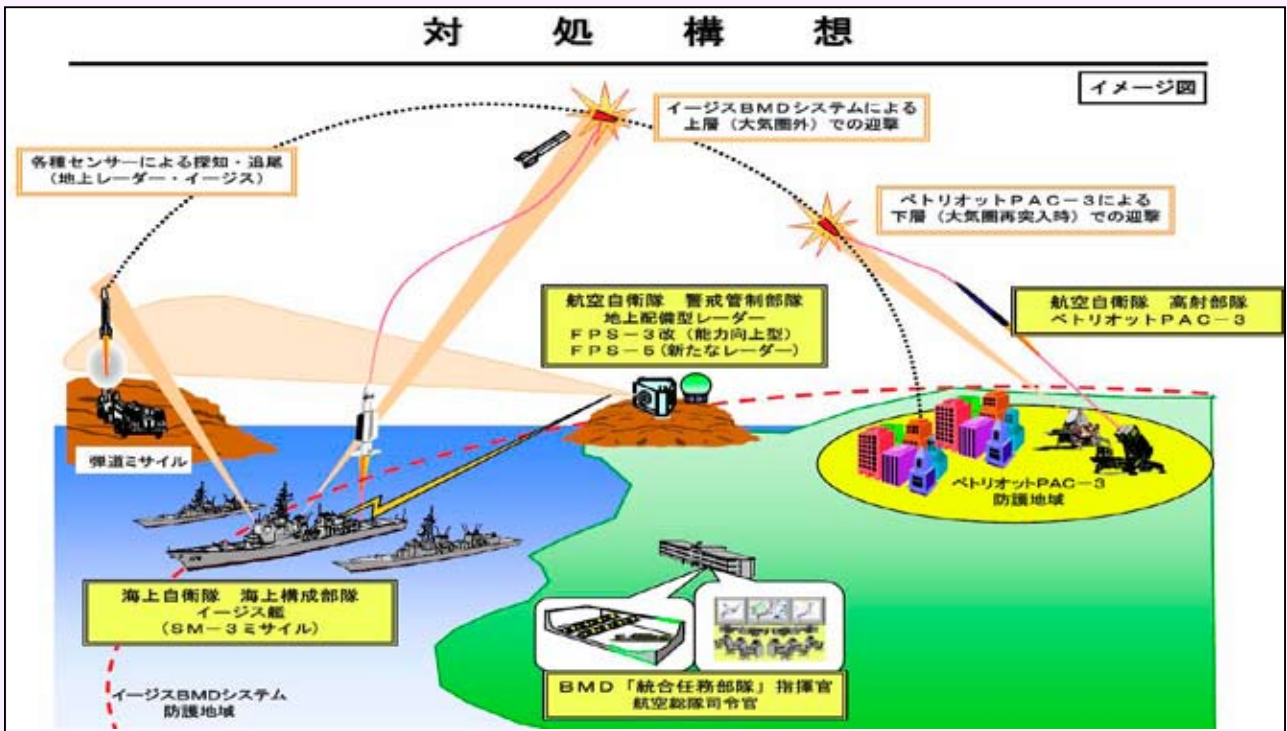 対処構想
イメージ図
イージスBMDシステムによる
上層(大気圏外)での迎撃
各種センサーによる探知・追尾
(地上レーダー・イージス)
ペトリオットPAC-3による
下層(大気圏再突入時)での迎撃
航空自衛隊 警戒管制部隊
地上配備型レーダー
FPS-3改(能力向上型)
FPS-5(新たなレーダー)
航空自衛隊 高射部隊
ペトリオットPAC-3
弾道ミサイル
ペトリオットPAC-3
防護地域
海上自衛隊 海上構成部隊
イージス艦
(SM-3ミサイル)
イージスBMDシステム
防護地域
BMD「統合任務部隊」指揮官
航空総隊司令官